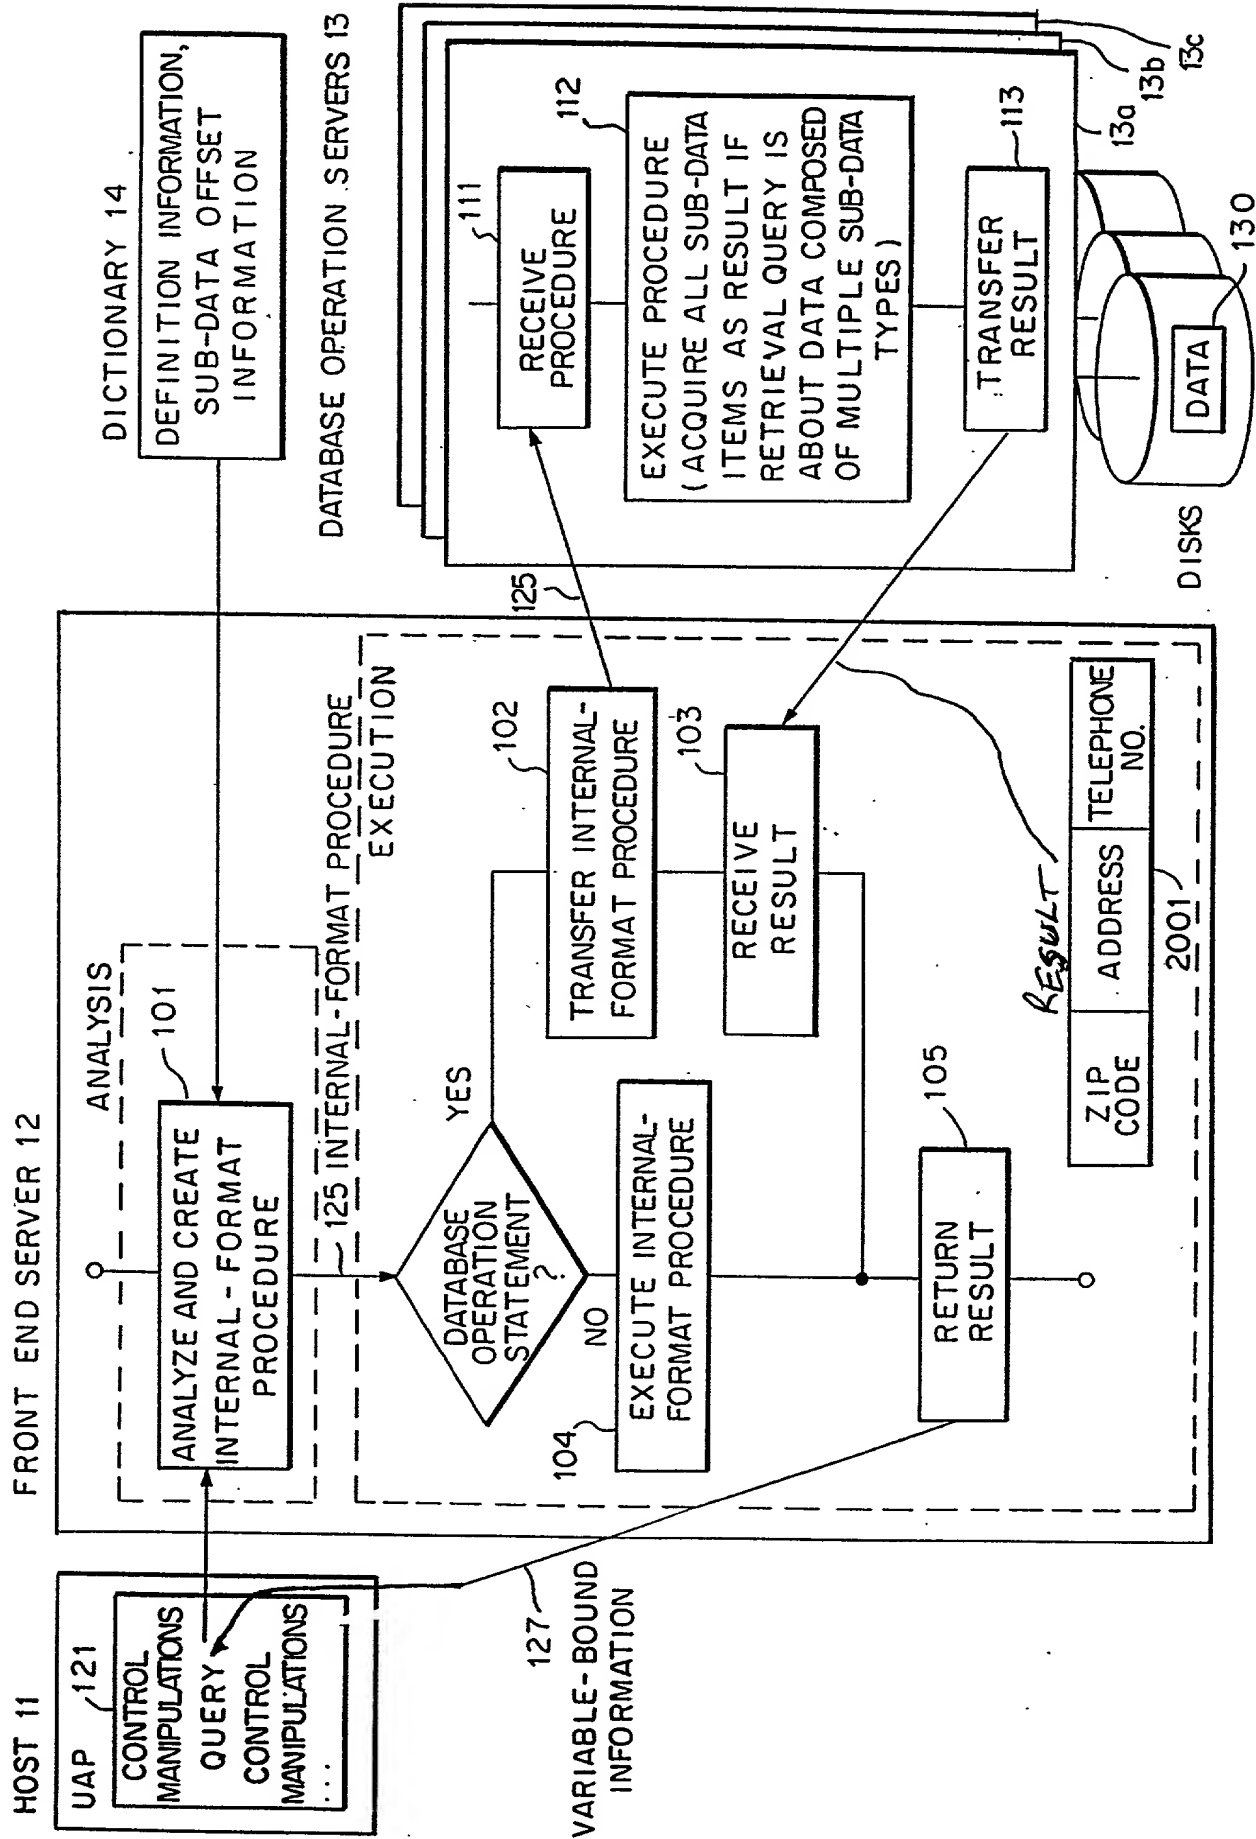 HOST 11
UAP
121
CONTROL
MANIPULATIONS
QUERY
CONTROL
MANIPULATIONS
...
127
VARIABLE-BOUND
INFORMATION
FRONT END SERVER 12
ANALYSIS
101
ANALYZE AND CREATE
INTERNAL-FORMAT
PROCEDURE
125 INTERNAL-FORMAT PROCEDURE
EXECUTION
DATABASE
OPERATION
STATEMENT
?
YES
NO
102
TRANSFER INTERNAL-
FORMAT PROCEDURE
103
RECEIVE
RESULT
104
EXECUTE INTERNAL-
FORMAT PROCEDURE
105
RETURN
RESULT
RESULT
ZIP
CODE
ADDRESS
TELEPHONE
NO.
2001
DICTIONARY 14
DEFINITION INFORMATION,
SUB-DATA OFFSET
INFORMATION
DATABASE OPERATION SERVERS 13
125
111
RECEIVE
PROCEDURE
112
EXECUTE PROCEDURE
(ACQUIRE ALL SUB-DATA
ITEMS AS RESULT IF
RETRIEVAL QUERY IS
ABOUT DATA COMPOSED
OF MULTIPLE SUB-DATA
TYPES)
113
TRANSFER
RESULT
13a
13b
13c
DISKS
DATA
130